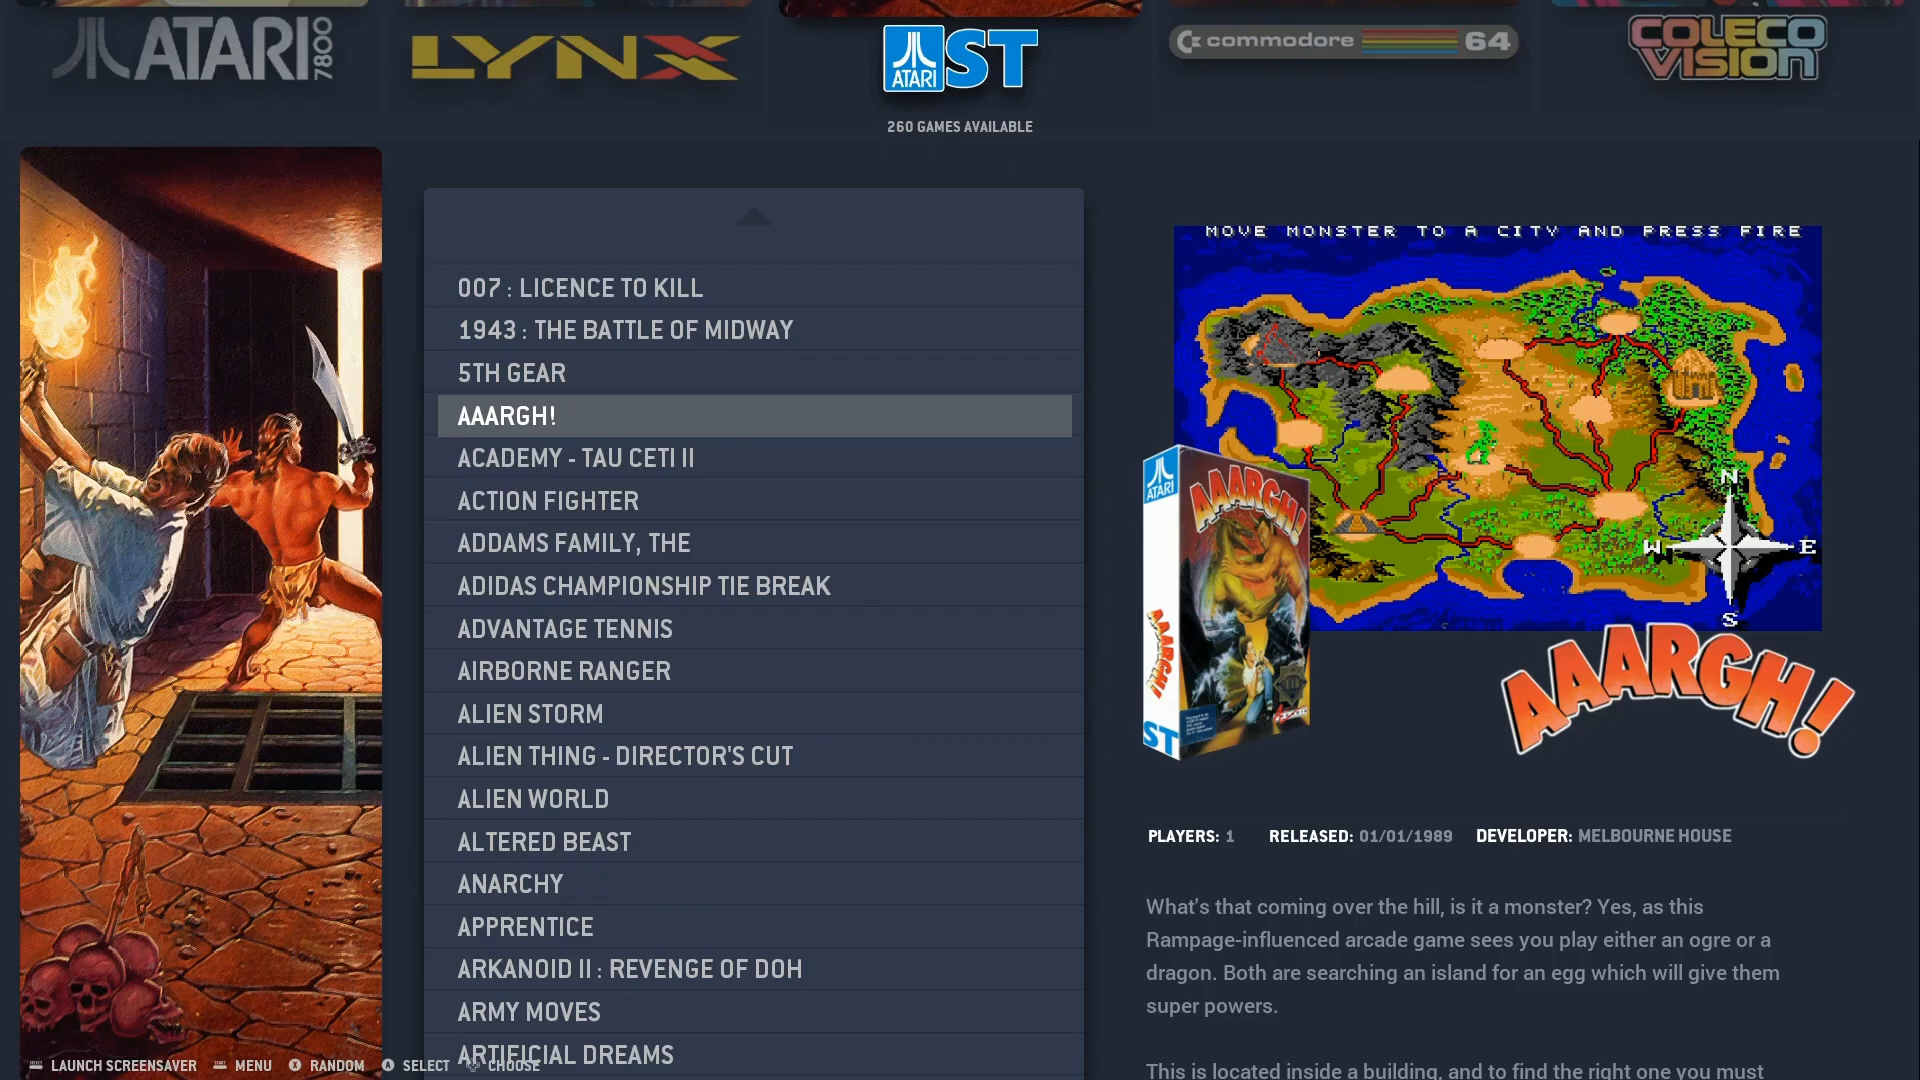 ATARI 7800
LYNX
ATARI ST
commodore 64
COLECO VISION
260 GAMES AVAILABLE
007 : LICENCE TO KILL
1943 : THE BATTLE OF MIDWAY
5TH GEAR
AAARGH!
ACADEMY - TAU CETI II
ACTION FIGHTER
ADDAMS FAMILY, THE
ADIDAS CHAMPIONSHIP TIE BREAK
ADVANTAGE TENNIS
AIRBORNE RANGER
ALIEN STORM
ALIEN THING - DIRECTOR'S CUT
ALIEN WORLD
ALTERED BEAST
ANARCHY
APPRENTICE
ARKANOID II : REVENGE OF DOH
ARMY MOVES
ARTIFICIAL DREAMS
MOVE MONSTER TO A CITY AND PRESS FIRE
N
W
E
S
ATARI
AAARGH!
AAARGH!
ST
AAARGH!
PLAYERS: 1
RELEASED: 01/01/1989
DEVELOPER: MELBOURNE HOUSE
What's that coming over the hill, is it a monster? Yes, as this
Rampage-influenced arcade game sees you play either an ogre or a
dragon. Both are searching an island for an egg which will give them
super powers.
This is located inside a building, and to find the right one you must
LAUNCH SCREENSAVER
MENU
X RANDOM
A SELECT
CHOOSE